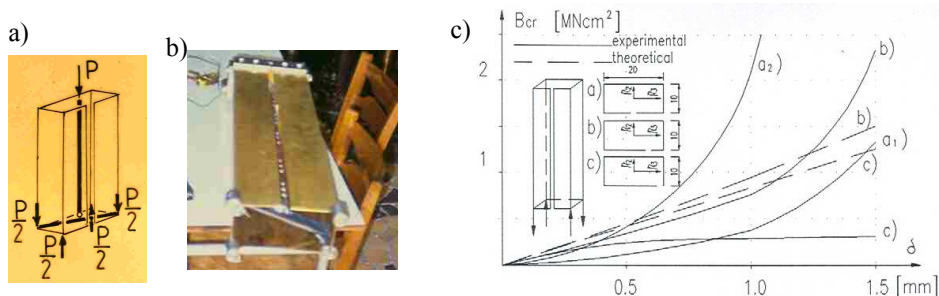 a)
P
P/2
P/2
P/2
P/2
b)
c)
Bcr [MNcm²]
experimental
theoretical
20
a)
b)
c)
10
10
10
2
1
a₂)
b)
b)
a₁)
c)
c)
δ
0.5
1.0
1.5 [mm]